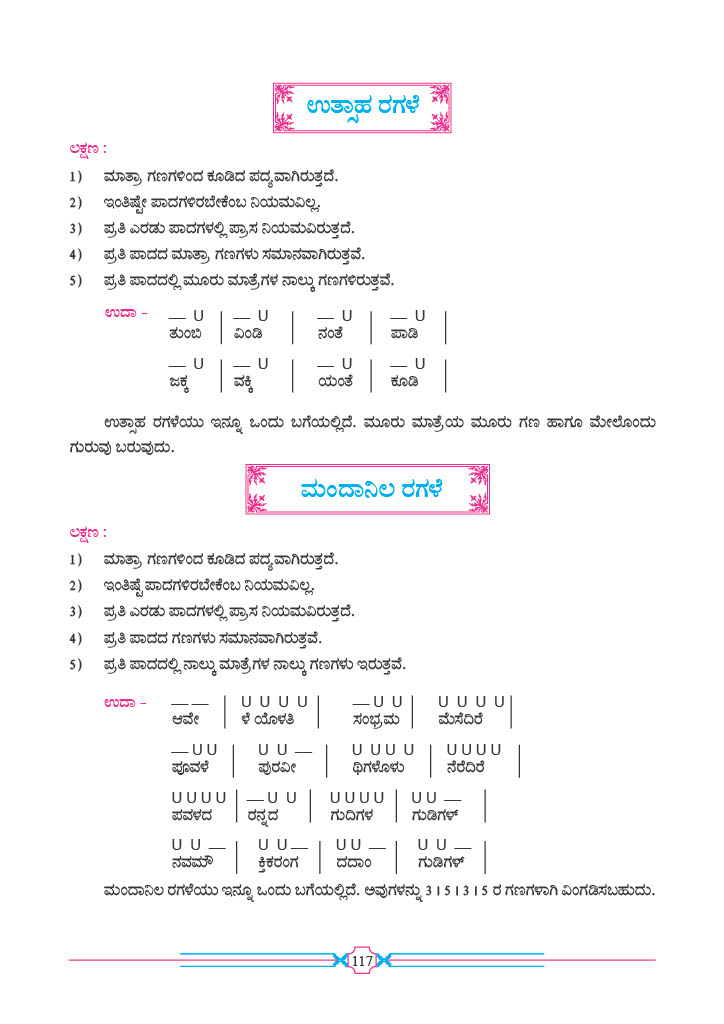 ಉತ್ಸಾಹ ರಗಳೆ
ಲಕ್ಷಣ :
1) ಮಾತ್ರಾ ಗಣಗಳಿಂದ ಕೂಡಿದ ಪದ್ಯವಾಗಿರುತ್ತದೆ.
2) ಇಂತಿಷ್ಟೇ ಪಾದಗಳಿರಬೇಕೆಂಬ ನಿಯಮವಿಲ್ಲ.
3) ಪ್ರತಿ ಎರಡು ಪಾದಗಳಲ್ಲಿ ಪ್ರಾಸ ನಿಯಮವಿರುತ್ತದೆ.
4) ಪ್ರತಿ ಪಾದದ ಮಾತ್ರಾ ಗಣಗಳು ಸಮಾನವಾಗಿರುತ್ತವೆ.
5) ಪ್ರತಿ ಪಾದದಲ್ಲಿ ಮೂರು ಮಾತ್ರೆಗಳ ನಾಲ್ಕು ಗಣಗಳಿರುತ್ತವೆ.
ಉದಾ - — U | — U | — U | — U |
ತುಂಬಿ | ವಿಂಡಿ | ನಂತೆ | ಪಾಡಿ |
— U | — U | — U | — U |
ಜಕ್ಕ | ವಕ್ಕಿ | ಯಂತೆ | ಕೂಡಿ |
ಉತ್ಸಾಹ ರಗಳೆಯು ಇನ್ನೂ ಒಂದು ಬಗೆಯಲ್ಲಿದೆ. ಮೂರು ಮಾತ್ರೆಯ ಮೂರು ಗಣ ಹಾಗೂ ಮೇಲೊಂದು
ಗುರುವು ಬರುವುದು.
ಮಂದಾನಿಲ ರಗಳೆ
ಲಕ್ಷಣ :
1) ಮಾತ್ರಾ ಗಣಗಳಿಂದ ಕೂಡಿದ ಪದ್ಯವಾಗಿರುತ್ತದೆ.
2) ಇಂತಿಷ್ಟೆ ಪಾದಗಳಿರಬೇಕೆಂಬ ನಿಯಮವಿಲ್ಲ.
3) ಪ್ರತಿ ಎರಡು ಪಾದಗಳಲ್ಲಿ ಪ್ರಾಸ ನಿಯಮವಿರುತ್ತದೆ.
4) ಪ್ರತಿ ಪಾದದ ಗಣಗಳು ಸಮಾನವಾಗಿರುತ್ತವೆ.
5) ಪ್ರತಿ ಪಾದದಲ್ಲಿ ನಾಲ್ಕು ಮಾತ್ರೆಗಳ ನಾಲ್ಕು ಗಣಗಳು ಇರುತ್ತವೆ.
ಉದಾ - — — | U U U U | — U U | U U U U |
ಆವೇ | ಳೆ ಯೊಳತಿ | ಸಂಭ್ರಮ | ಮೆಸೆದಿರೆ |
— U U | U U — | U U U U | U U U U |
ಪೂವಳೆ | ಪುರವೀ | ಥಿಗಳೊಳು | ನೆರೆದಿರೆ |
U U U U | — U U | U U U U | U U — |
ಪವಳದ | ರನ್ನದ | ಗುದಿಗಳ | ಗುಡಿಗಳ್ |
U U — | U U — | U U — | U U — |
ನವಮೌ | ಕ್ತಿಕರಂಗ | ದದಾಂ | ಗುಡಿಗಳ್ |
ಮಂದಾನಿಲ ರಗಳೆಯು ಇನ್ನೂ ಒಂದು ಬಗೆಯಲ್ಲಿದೆ. ಅವುಗಳನ್ನು 3।5।3।5 ರ ಗಣಗಳಾಗಿ ವಿಂಗಡಿಸಬಹುದು.
117